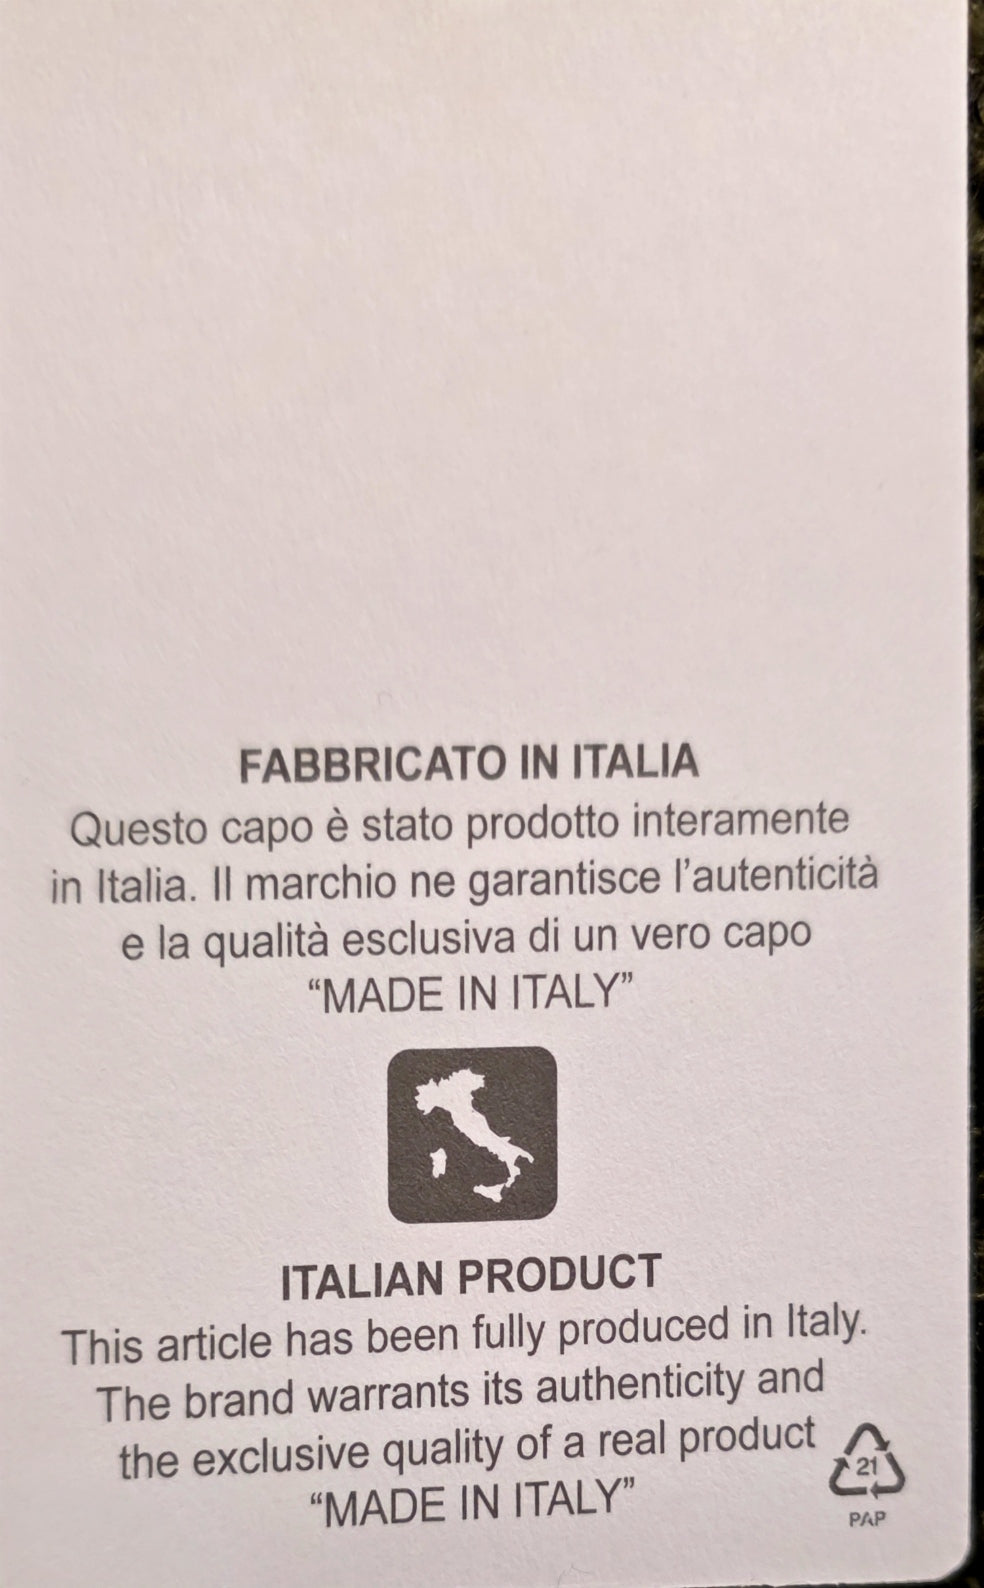 FABBRICATO IN ITALIA
Questo capo è stato prodotto interamente
in Italia. Il marchio ne garantisce l'autenticità
e la qualità esclusiva di un vero capo
“MADE IN ITALY”
ITALIAN PRODUCT
This article has been fully produced in Italy.
The brand warrants its authenticity and
the exclusive quality of a real product
“MADE IN ITALY”
21
PAP